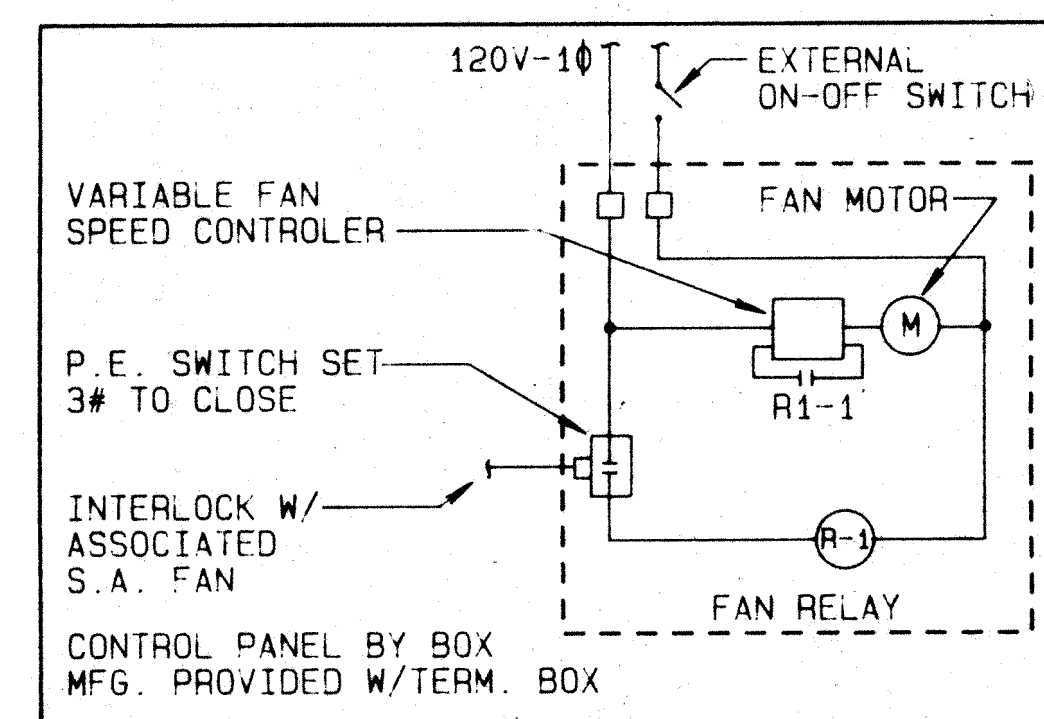 120V-1ϕ
EXTERNAL
ON-OFF SWITCH
VARIABLE FAN
SPEED CONTROLER
FAN MOTOR
M
P.E. SWITCH SET
3# TO CLOSE
R1-1
INTERLOCK W/
ASSOCIATED
S.A. FAN
R-1
FAN RELAY
CONTROL PANEL BY BOX
MFG. PROVIDED W/TERM. BOX